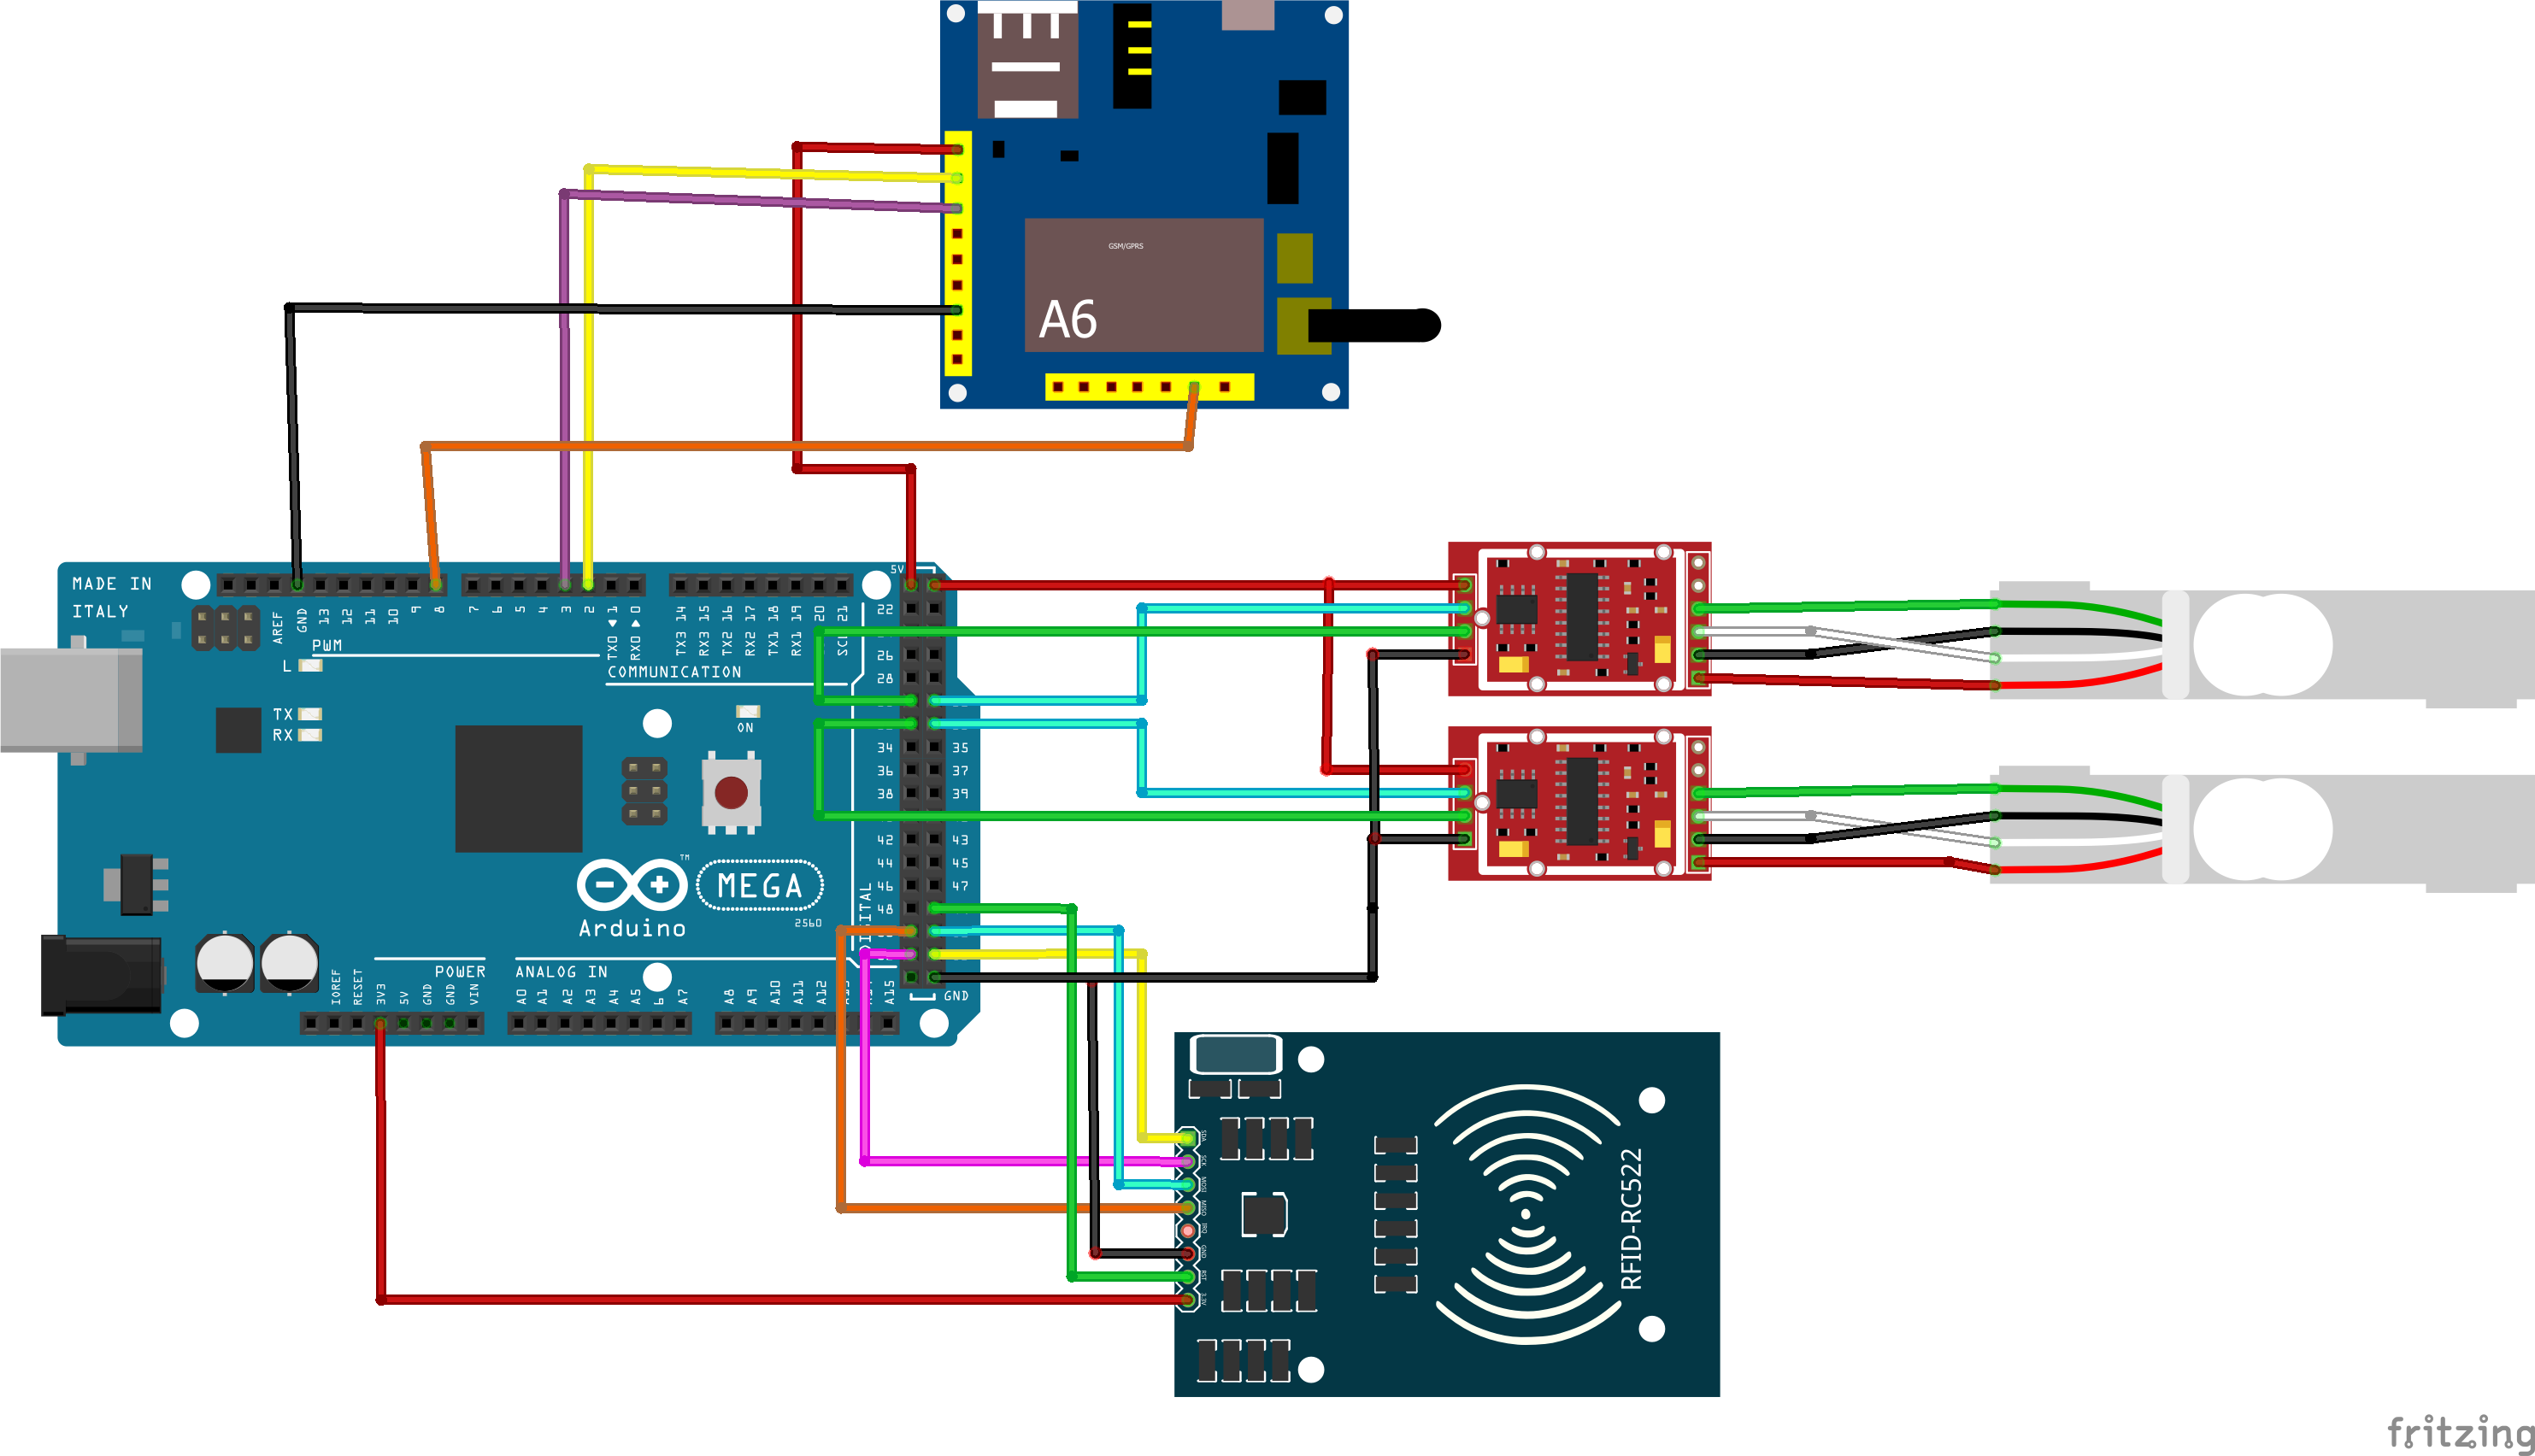 GSM/GPRS
A6
MADE IN
ITALY
AREF
GND
13
12
11
10
9
8
7
6
5
4
3
2
TX0 1
RX0 0
TX3 14
RX3 15
TX2 16
RX2 17
TX1 18
RX1 19
20
SCL 21
5V
22
26
28
34 35
36 37
38 39
42 43
44 45
46 47
48
GND
PWM
COMMUNICATION
L
TX
RX
ON
MEGA
TM
2560
Arduino
POWER
ANALOG IN
IOREF
RESET
3V3
5V
GND
GND
VIN
A0
A1
A2
A3
A4
A5
A7
A8
A9
A10
A11
A12
A15
SDA
SCK
MOSI
MISO
IRQ
GND
RST
3.3V
RFID-RC522
fritzing